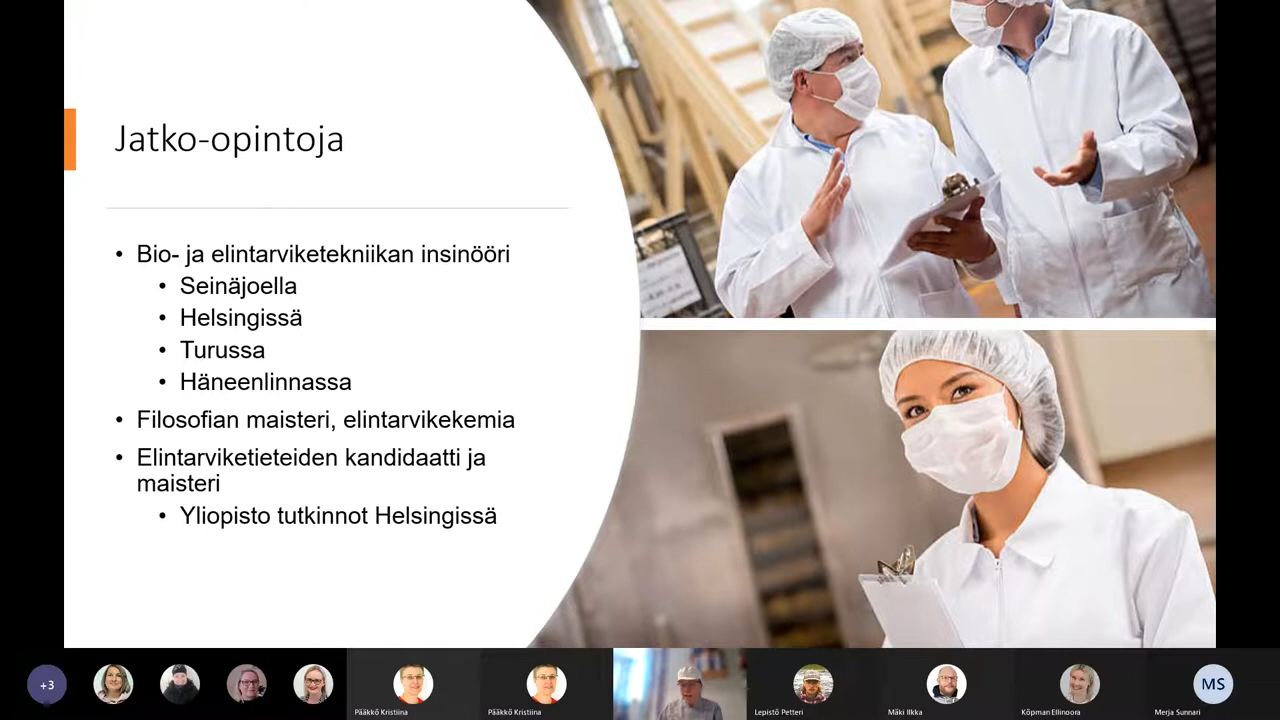 Jatko-opintoja
• Bio- ja elintarviketekniikan insinööri
• Seinäjoella
• Helsingissä
• Turussa
• Häneenlinnassa
• Filosofian maisteri, elintarvikekemia
• Elintarviketieteiden kandidaatti ja
maisteri
• Yliopisto tutkinnot Helsingissä
+3
Pääkkö Kristiina
Pääkkö Kristiina
Lepistö Petteri
Mäki Ilkka
Köpman Ellinoora
MS
Merja Sunnari